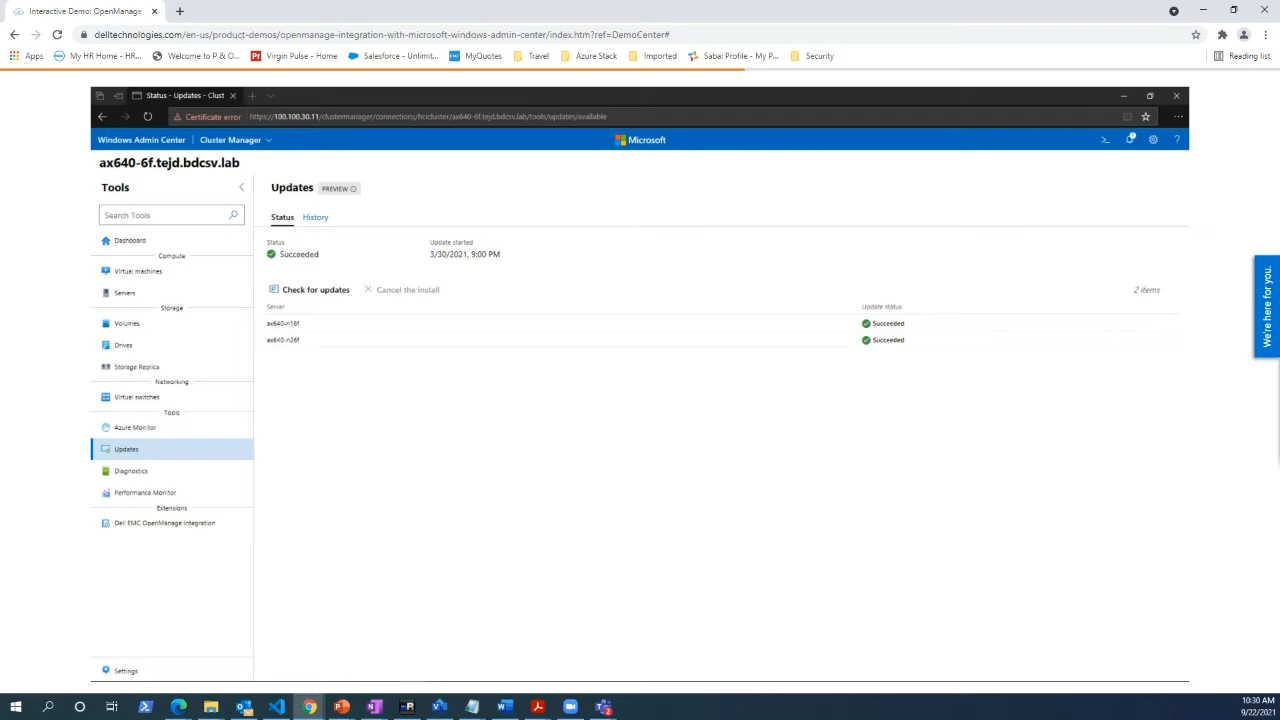 Interactive Demo: OpenManage
delltechnologies.com/en-us/product-demos/openmanage-integration-with-microsoft-windows-admin-center/index.htm?ref=DemoCenter#
Apps My HR Home - HR... Welcome to P & O... Virgin Pulse - Home Salesforce - Unlimit... MyQuotes Travel Azure Stack Imported Saba: Profile - My P... Security Reading list
Status - Updates - Clust
Certificate error https://100.100.30.11/clustermanager/connections/hcicluster/ax640-6f.tejd.bdcsv.lab/tools/updates/available
Windows Admin Center Cluster Manager Microsoft
ax640-6f.tejd.bdcsv.lab
Tools
Search Tools
Dashboard
Compute
Virtual machines
Servers
Storage
Volumes
Drives
Storage Replica
Networking
Virtual switches
Tools
Azure Monitor
Updates
Diagnostics
Performance Monitor
Extensions
Dell EMC OpenManage Integration
Settings
Updates PREVIEW
Status History
Status Update started
Succeeded 3/30/2021, 9:00 PM
Check for updates Cancel the install 2 items
Server Update status
ax640-n16f Succeeded
ax640-n26f Succeeded
We're here for you.
10:30 AM
9/22/2021